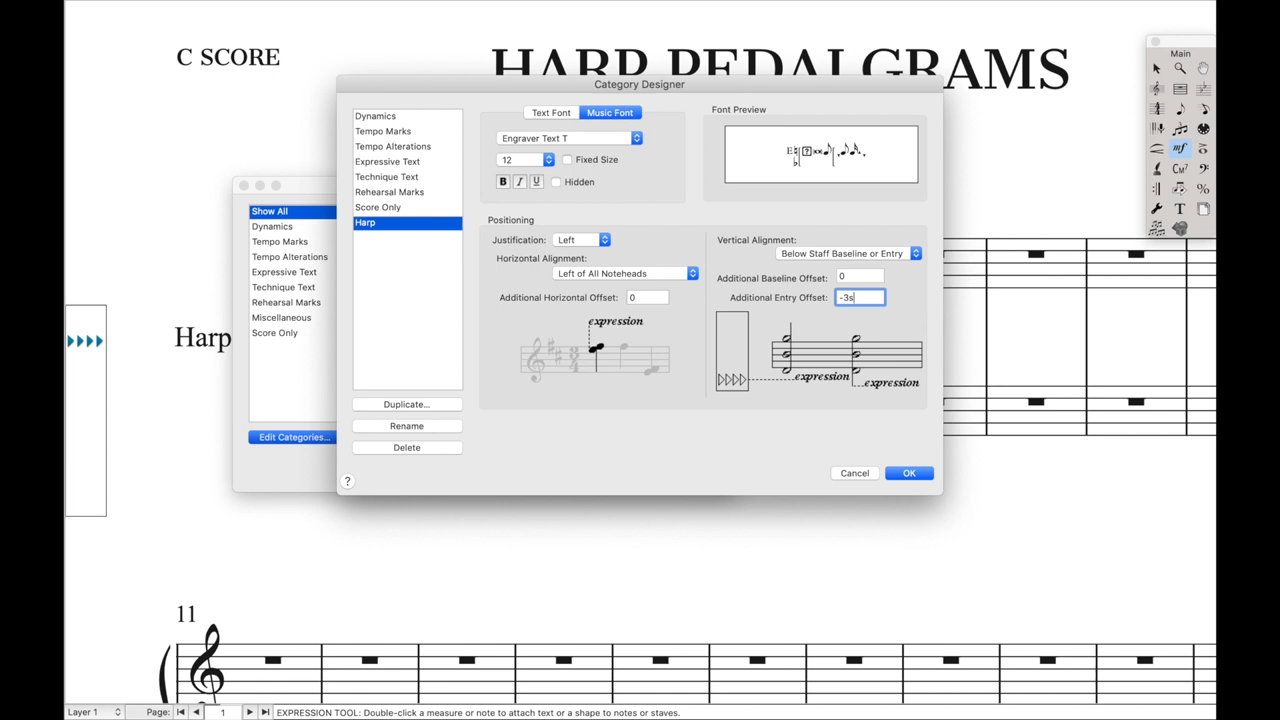 C SCORE
HARP PEDALGRAMS
Main
Category Designer
Dynamics
Tempo Marks
Tempo Alterations
Expressive Text
Technique Text
Rehearsal Marks
Score Only
Harp
Duplicate...
Rename
Delete
?
Text Font
Music Font
Engraver Text T
12
Fixed Size
B I U
Hidden
Font Preview
Positioning
Justification: Left
Horizontal Alignment:
Left of All Noteheads
Additional Horizontal Offset: 0
expression
Vertical Alignment:
Below Staff Baseline or Entry
Additional Baseline Offset: 0
Additional Entry Offset: -3s
expression
expression
Cancel
OK
Show All
Dynamics
Tempo Marks
Tempo Alterations
Expressive Text
Technique Text
Rehearsal Marks
Miscellaneous
Score Only
Edit Categories...
Harp
mf
CM7
%
T
11
Layer 1
Page: 1
EXPRESSION TOOL: Double-click a measure or note to attach text or a shape to notes or staves.